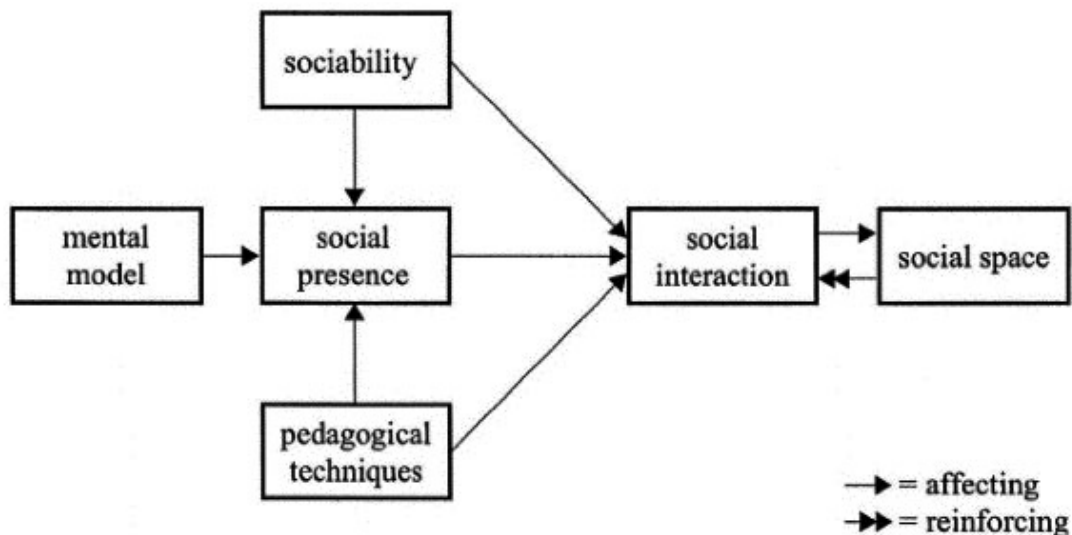 sociability
mental
model
social
presence
social
interaction
social space
pedagogical
techniques
= affecting
= reinforcing